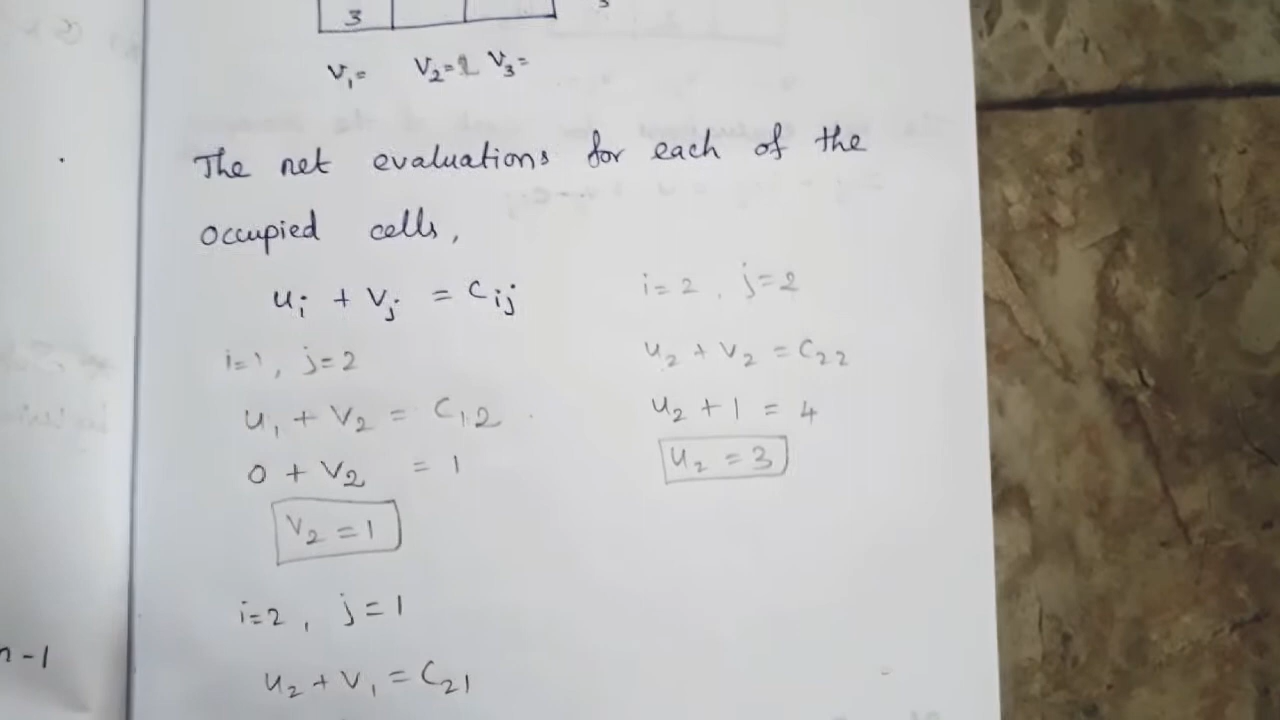 3
3
V₁= V₂=1 V₃=
The net evaluations for each of the
occupied cells,
uᵢ + vⱼ = cᵢⱼ
i=1, j=2
u₁ + v₂ = C₁₂
0 + v₂ = 1
v₂ = 1
i=2, j=1
u₂ + v₁ = C₂₁
i=2, j=2
u₂ + v₂ = C₂₂
u₂ + 1 = 4
u₂ = 3
n-1